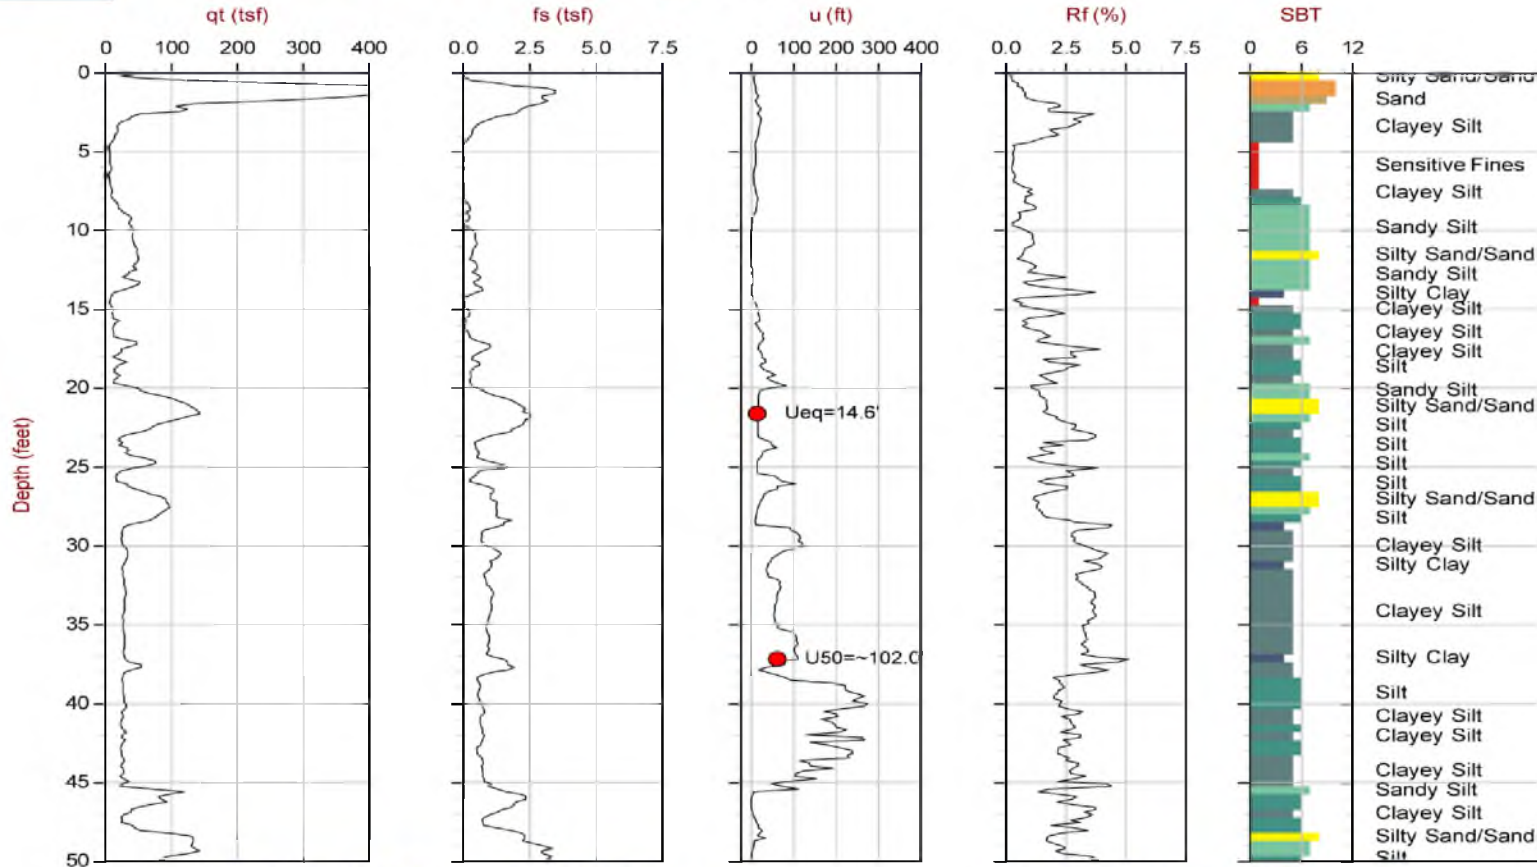 qt (tsf) fs (tsf) u (ft) Rf (%) SBT
0 100 200 300 400 0.0 2.5 5.0 7.5 0 100 200 300 400 0.0 2.5 5.0 7.5 0 6 12
0
5
10
15
20
25
30
35
40
45
50
Depth (feet)
Ueq=14.6'
U50=~102.0'
Silty Sand/Sand
Sand
Clayey Silt
Sensitive Fines
Clayey Silt
Sandy Silt
Silty Sand/Sand
Sandy Silt
Silty Clay
Clayey Silt
Clayey Silt
Clayey Silt
Silt
Sandy Silt
Silty Sand/Sand
Silt
Silt
Silt
Silt
Silty Sand/Sand
Silt
Clayey Silt
Silty Clay
Clayey Silt
Silty Clay
Silt
Clayey Silt
Clayey Silt
Clayey Silt
Sandy Silt
Clayey Silt
Silty Sand/Sand
Silt